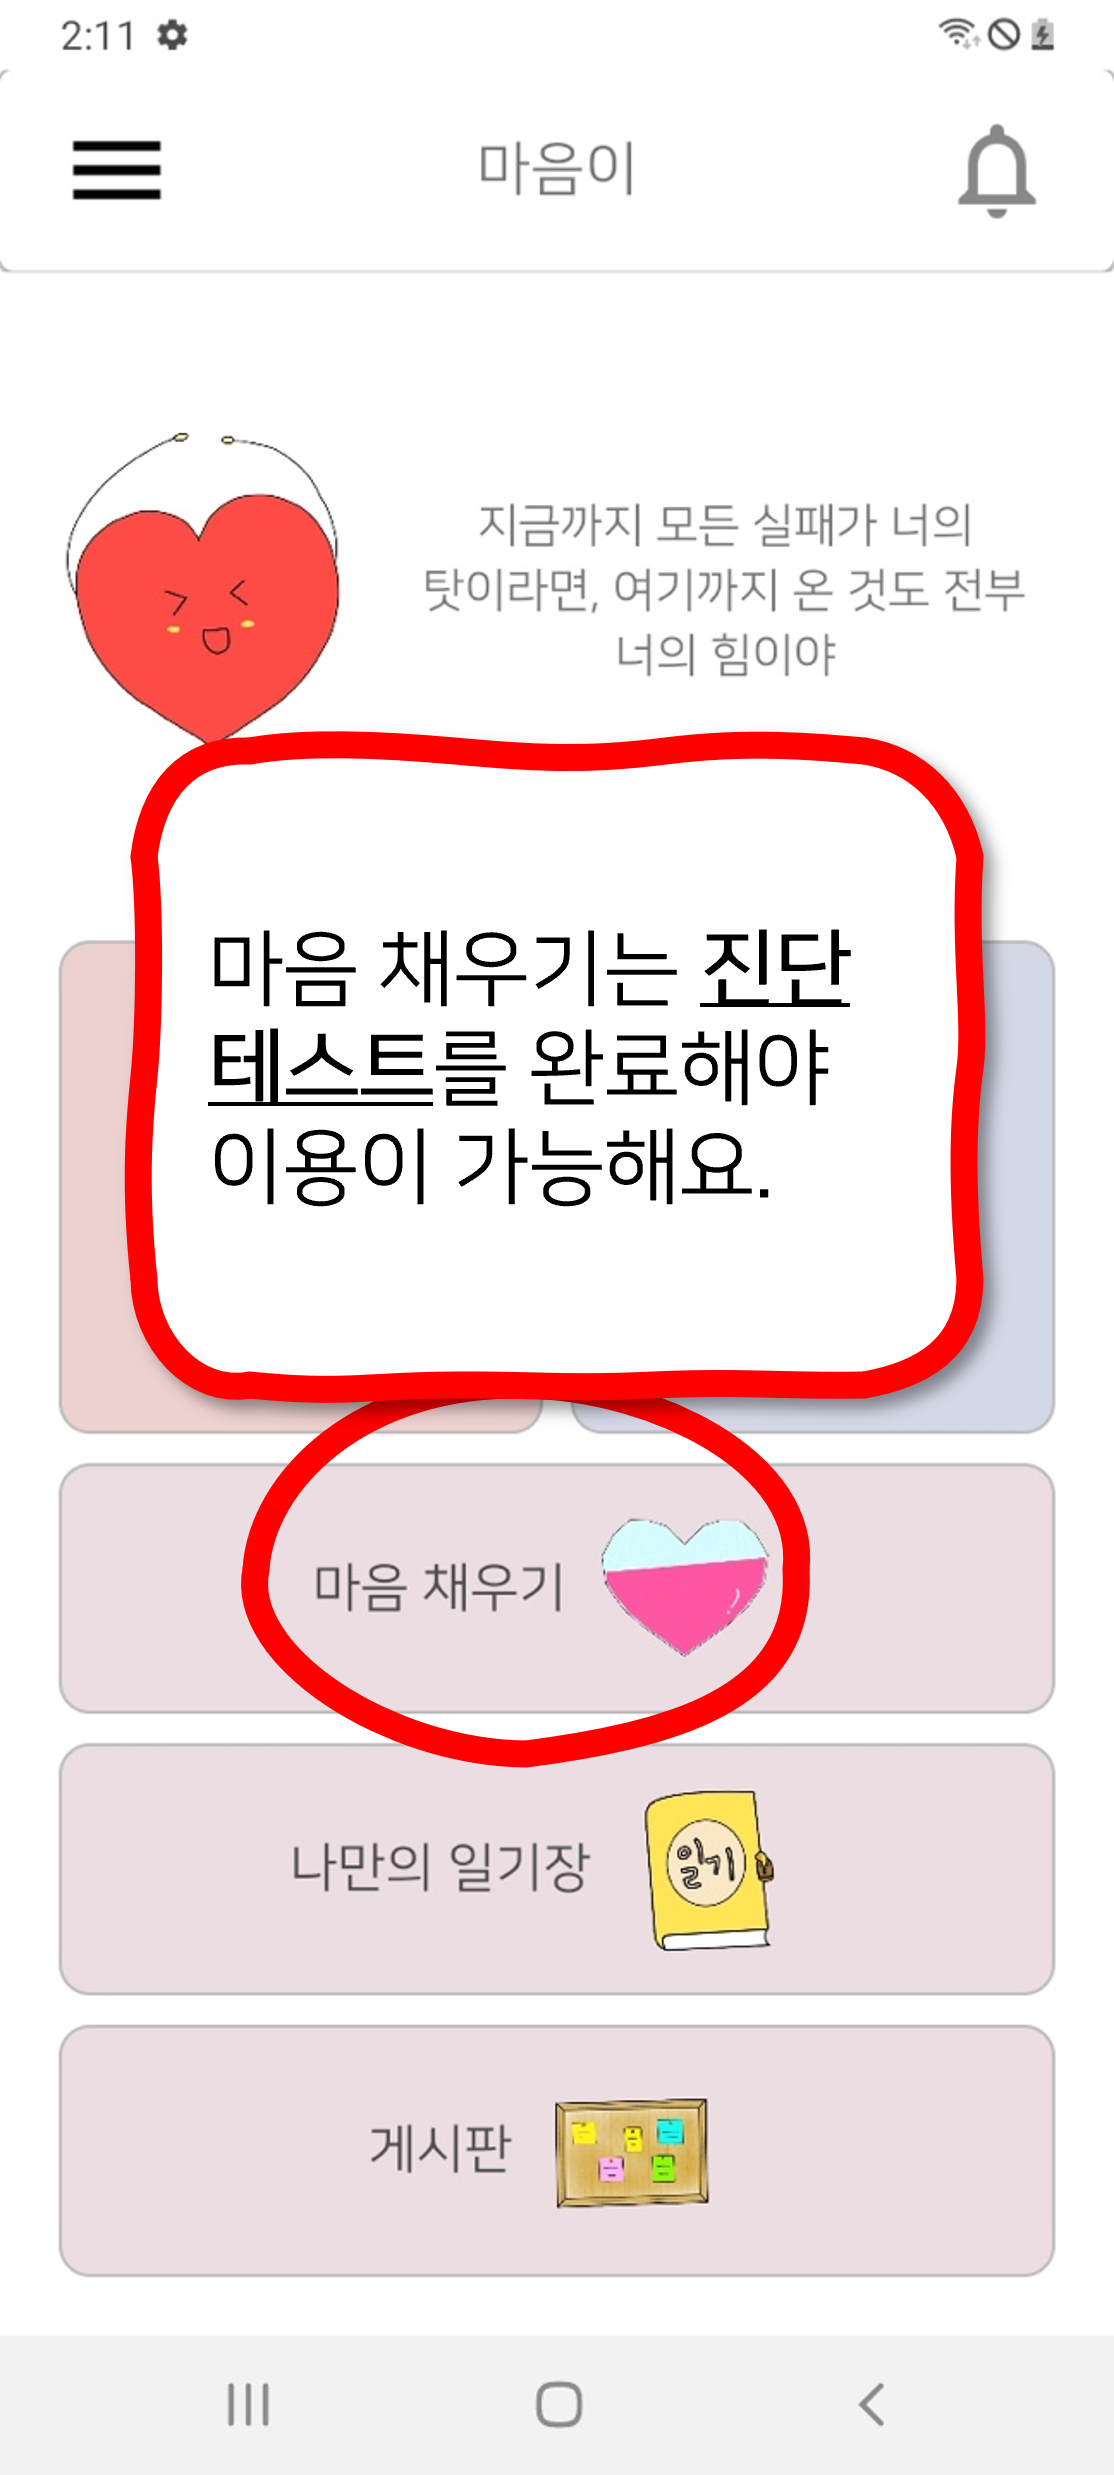 2:11
마음이
지금까지 모든 실패가 너의
탓이라면, 여기까지 온 것도 전부
너의 힘이야
마음 채우기는 진단
테스트를 완료해야
이용이 가능해요.
마음 채우기
나만의 일기장
일기
게시판